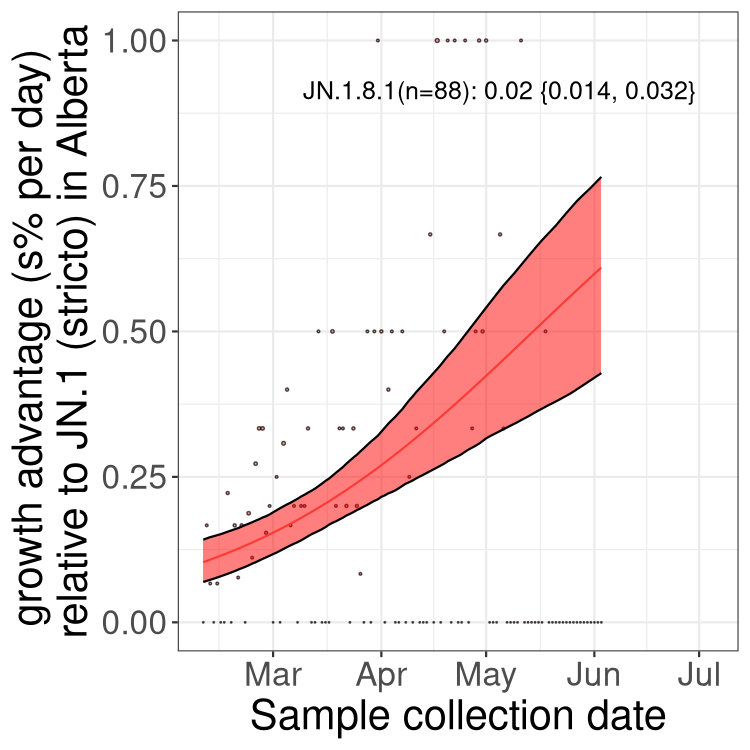 growth advantage (s% per day)
relative to JN.1 (stricto) in Alberta
1.00
0.75
0.50
0.25
0.00
JN.1.8.1(n=88): 0.02 {0.014, 0.032}
Mar Apr May Jun Jul
Sample collection date